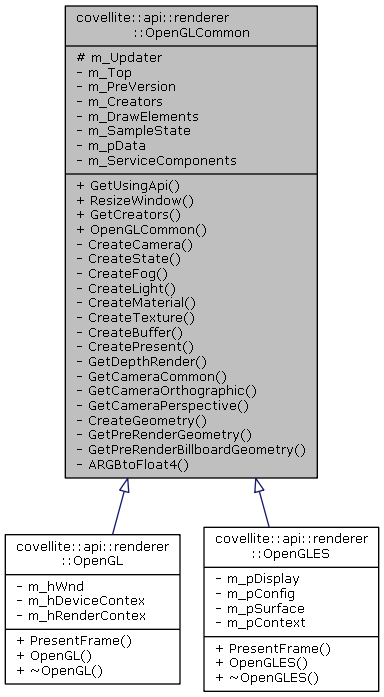 covellite::api::renderer
::OpenGLCommon
# m_Updater
- m_Top
- m_PreVersion
- m_Creators
- m_DrawElements
- m_SampleState
- m_pData
- m_ServiceComponents
+ GetUsingApi()
+ ResizeWindow()
+ GetCreators()
+ OpenGLCommon()
- CreateCamera()
- CreateState()
- CreateFog()
- CreateLight()
- CreateMaterial()
- CreateTexture()
- CreateBuffer()
- CreatePresent()
- GetDepthRender()
- GetCameraCommon()
- GetCameraOrthographic()
- GetCameraPerspective()
- CreateGeometry()
- GetPreRenderGeometry()
- GetPreRenderBillboardGeometry()
- ARGBtoFloat4()
covellite::api::renderer
::OpenGL
- m_hWnd
- m_hDeviceContex
- m_hRenderContex
+ PresentFrame()
+ OpenGL()
+ ~OpenGL()
covellite::api::renderer
::OpenGLES
- m_pDisplay
- m_pConfig
- m_pSurface
- m_pContext
+ PresentFrame()
+ OpenGLES()
+ ~OpenGLES()